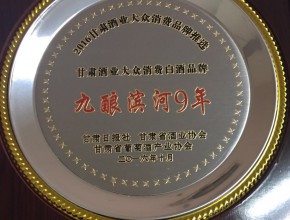 2016甘肃酒业大众消费品牌推选
甘肃酒业大众消费白酒品牌
九酿滨河9年
甘肃日报社 甘肃省酒业协会
甘肃省葡萄酒产业协会
二〇一六年十月